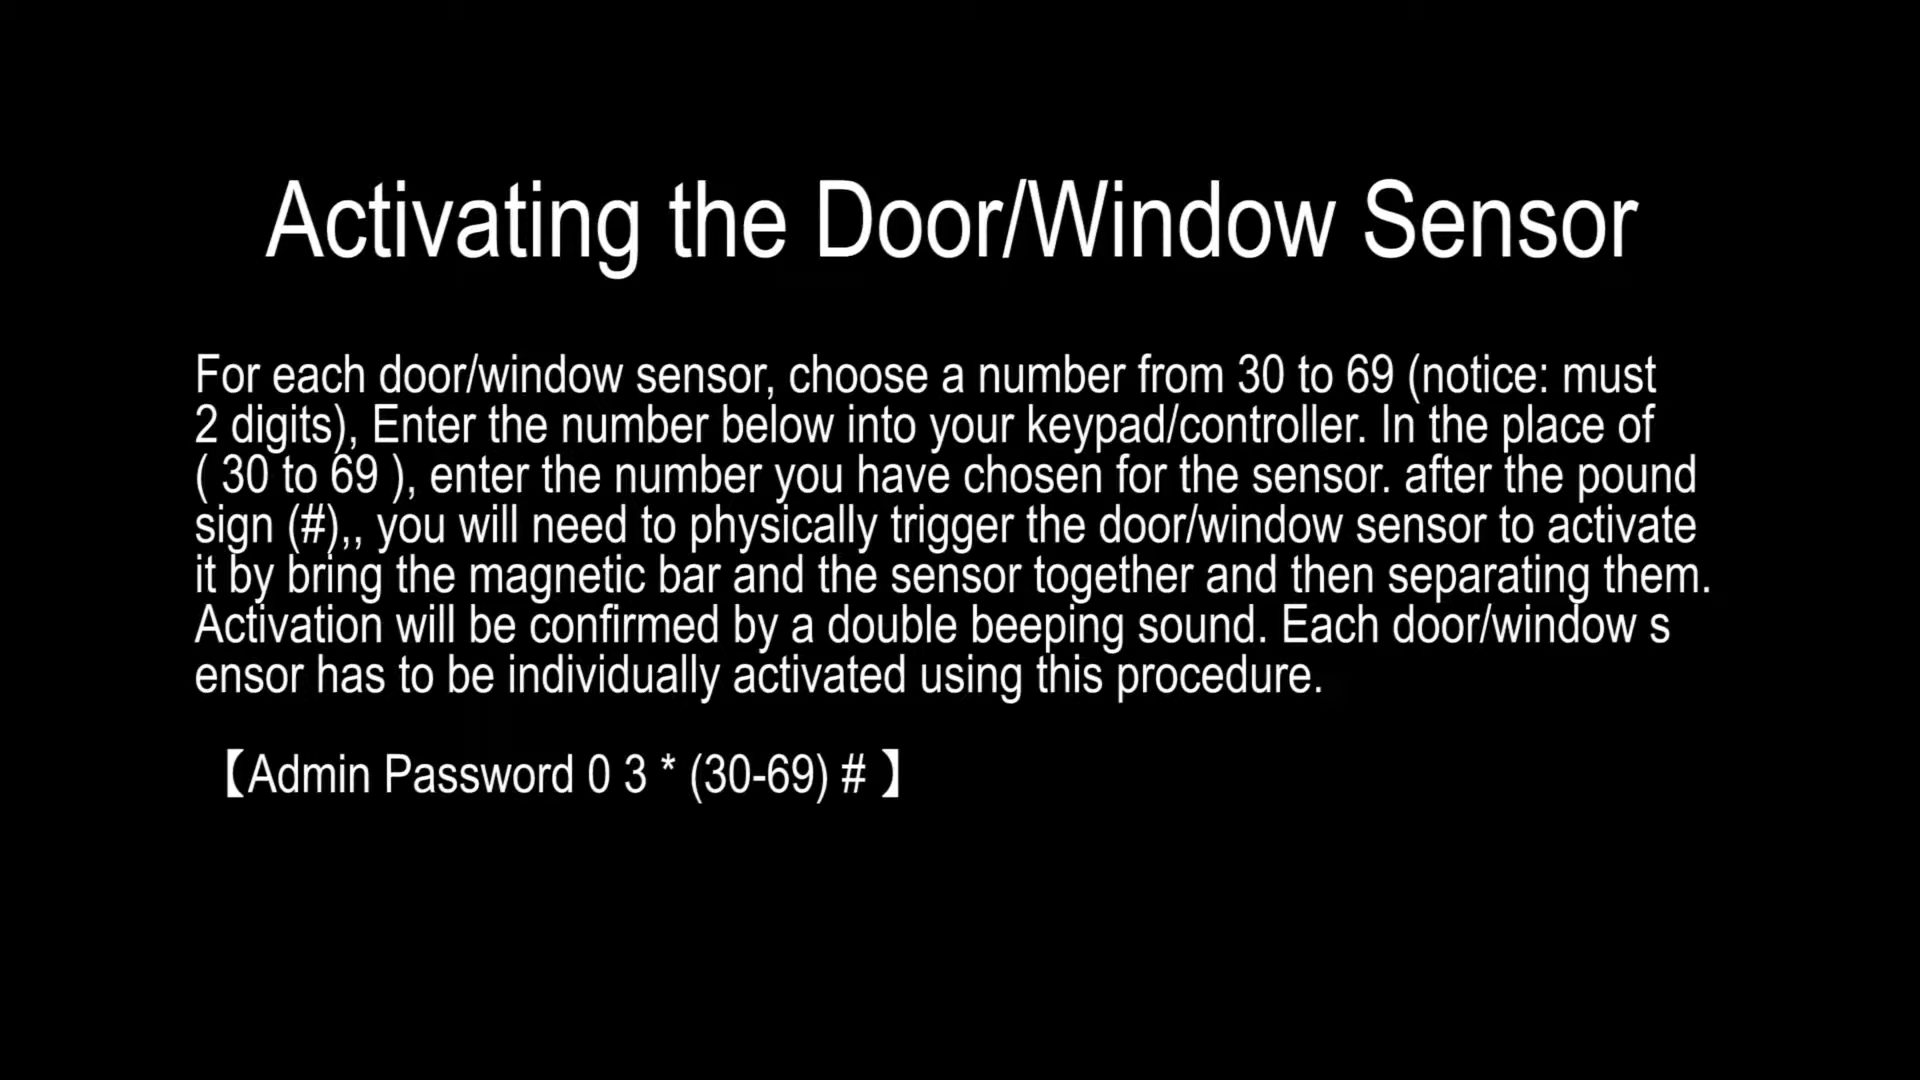 Activating the Door/Window Sensor
For each door/window sensor, choose a number from 30 to 69 (notice: must
2 digits), Enter the number below into your keypad/controller. In the place of
( 30 to 69 ), enter the number you have chosen for the sensor. after the pound
sign (#),, you will need to physically trigger the door/window sensor to activate
it by bring the magnetic bar and the sensor together and then separating them.
Activation will be confirmed by a double beeping sound. Each door/window s
ensor has to be individually activated using this procedure.
【Admin Password 0 3 * (30-69) # 】